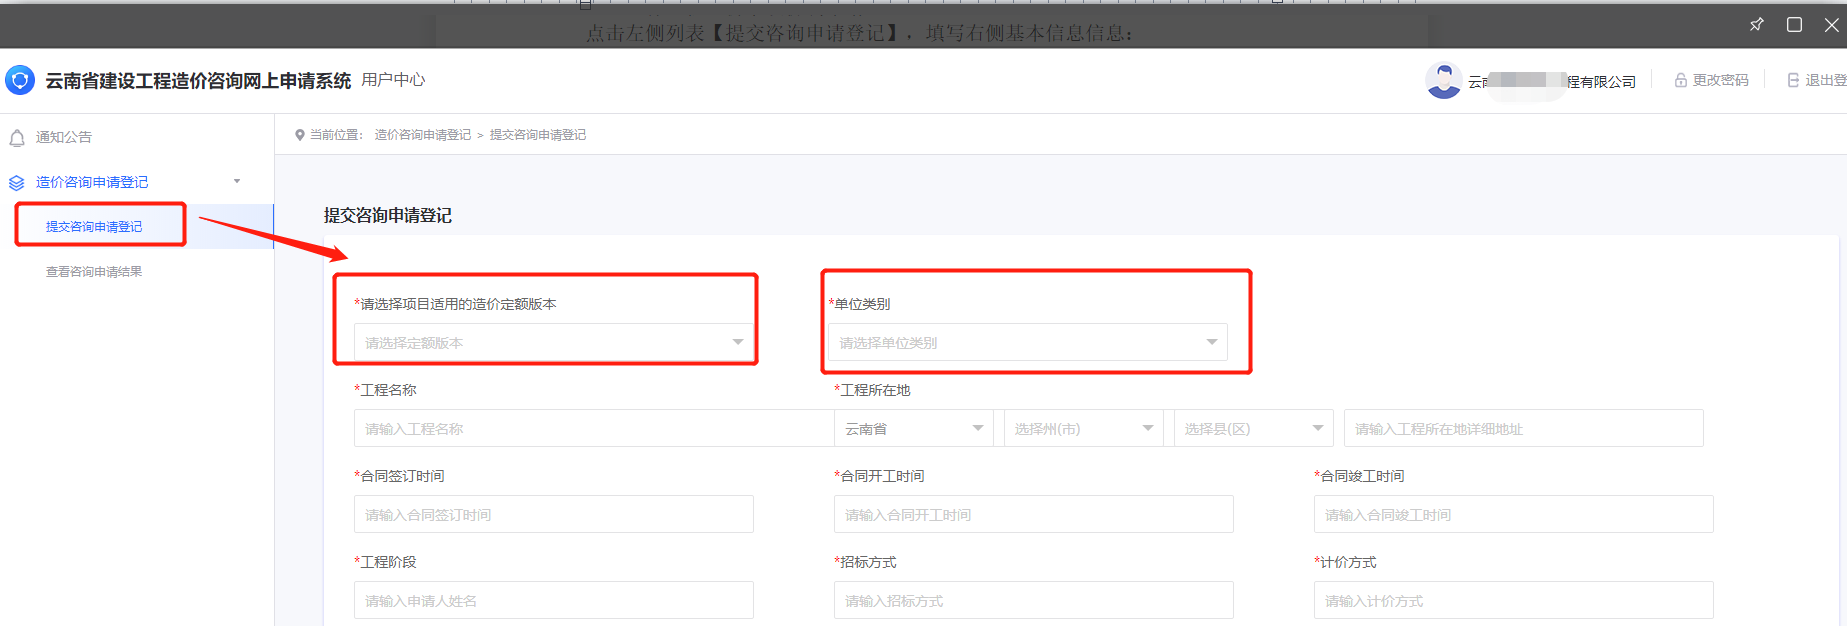 点击左侧列表【提交咨询申请登记】，填写右侧基本信息信息：
云南省建设工程造价咨询网上申请系统 用户中心
云南 程有限公司 更改密码 退出登
通知公告
当前位置： 造价咨询申请登记 > 提交咨询申请登记
造价咨询申请登记
提交咨询申请登记
查看咨询申请结果
提交咨询申请登记
*请选择项目适用的造价定额版本 *单位类别
请选择定额版本 请选择单位类别
*工程名称 *工程所在地
请输入工程名称 云南省 选择州(市) 选择县(区) 请输入工程所在地详细地址
*合同签订时间 *合同开工时间 *合同竣工时间
请输入合同签订时间 请输入合同开工时间 请输入合同竣工时间
*工程阶段 *招标方式 *计价方式
请输入申请人姓名 请输入招标方式 请输入计价方式